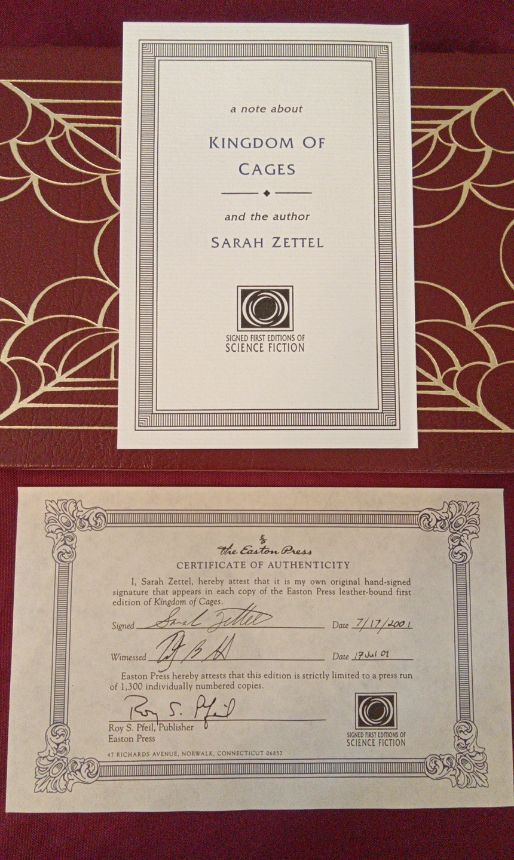 a note about
KINGDOM OF
CAGES
and the author
SARAH ZETTEL
SIGNED FIRST EDITIONS OF
SCIENCE FICTION
The Easton Press
CERTIFICATE OF AUTHENTICITY
I, Sarah Zettel, hereby attest that it is my own original hand-signed
signature that appears in each copy of the Easton Press leather-bound first
edition of Kingdom of Cages.
Signed Sarah Zettel Date 7/17/2001
Witnessed Date 17 Jul 01
Easton Press hereby attests that this edition is strictly limited to a press run
of 1,300 individually numbered copies.
Roy S. Pfeil
Roy S. Pfeil, Publisher
Easton Press
SIGNED FIRST EDITIONS OF
SCIENCE FICTION
47 RICHARDS AVENUE, NORWALK, CONNECTICUT 06857